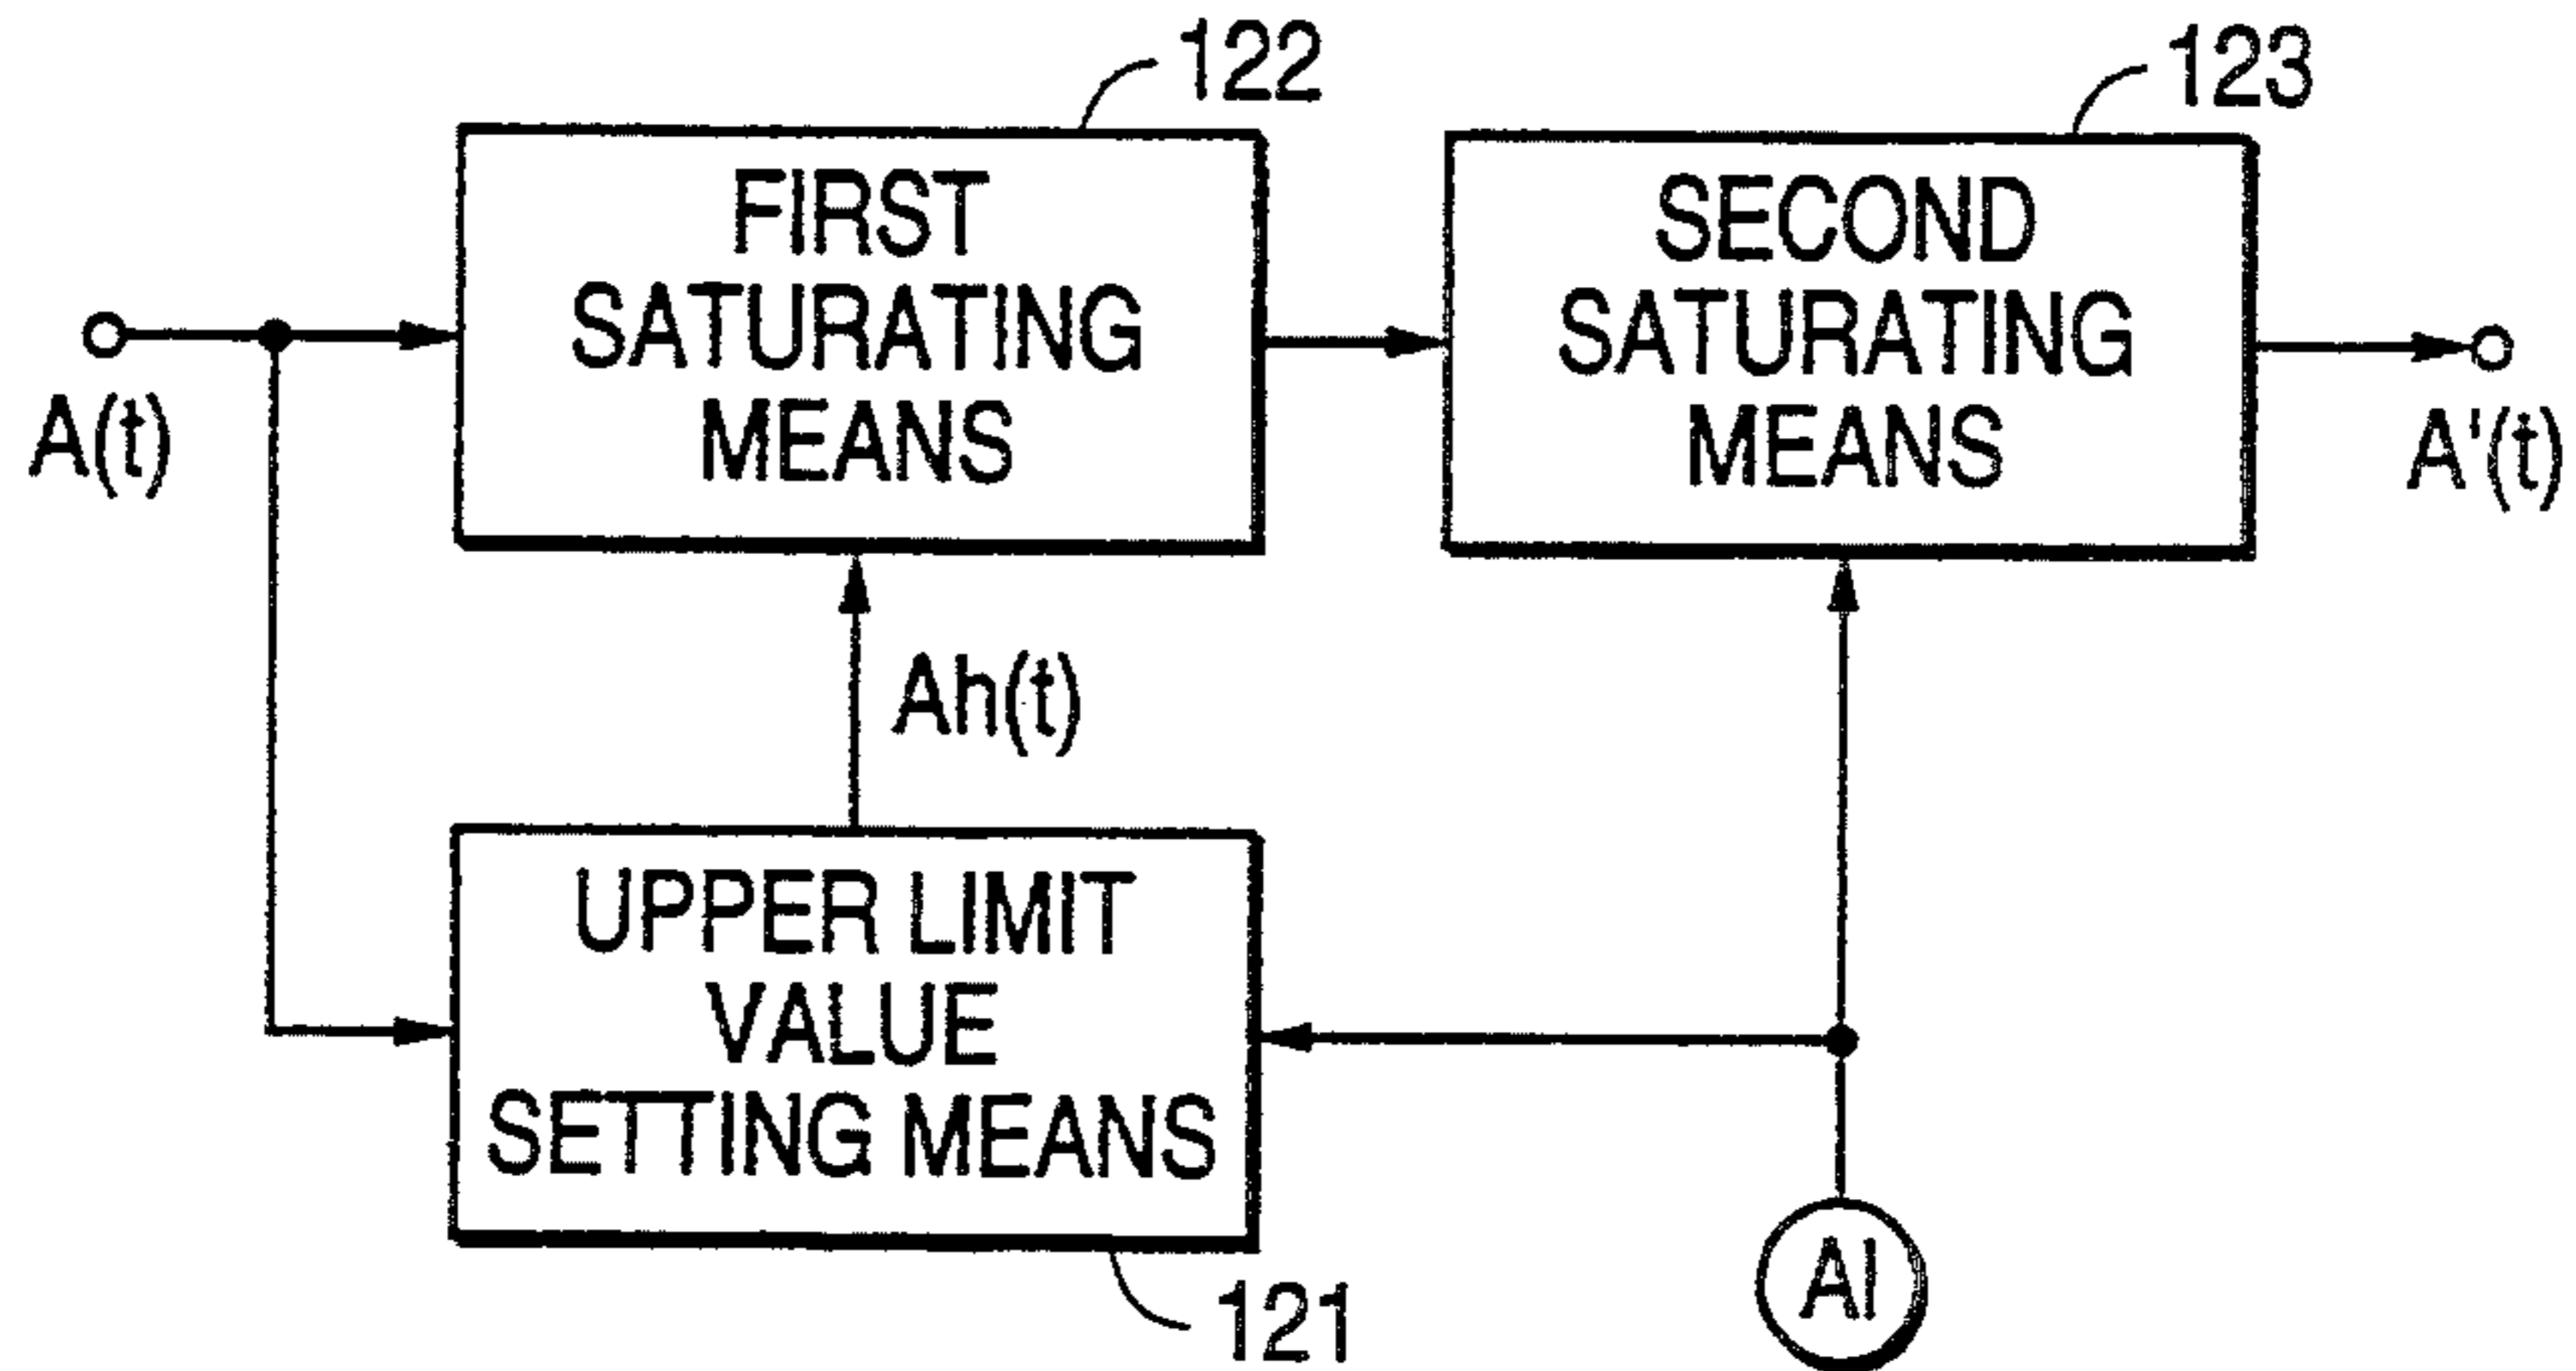 122
123
FIRST
SATURATING
MEANS
SECOND
SATURATING
MEANS
A(t)
A'(t)
Ah(t)
UPPER LIMIT
VALUE
SETTING MEANS
Al
121